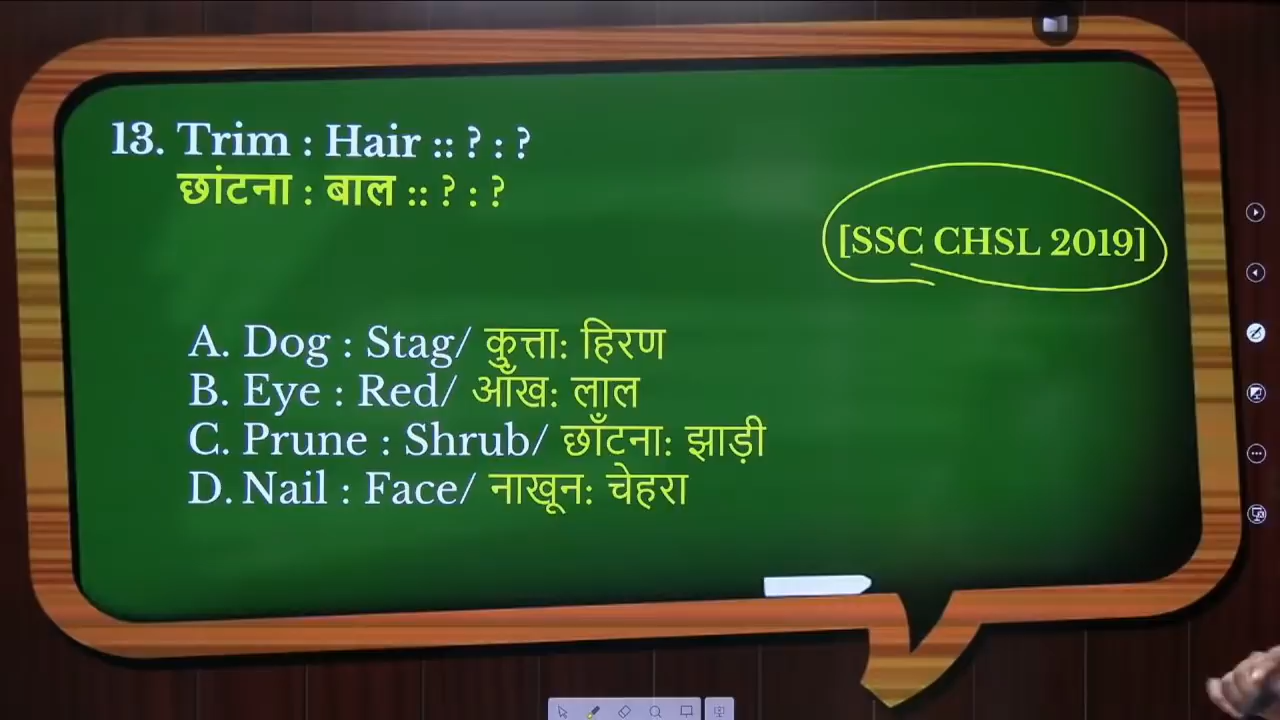 13. Trim : Hair :: ? : ?
छांटना : बाल :: ? : ?
[SSC CHSL 2019]
A. Dog : Stag/ कुत्ता: हिरण
B. Eye : Red/ आँख: लाल
C. Prune : Shrub/ छाँटना: झाड़ी
D. Nail : Face/ नाखून: चेहरा